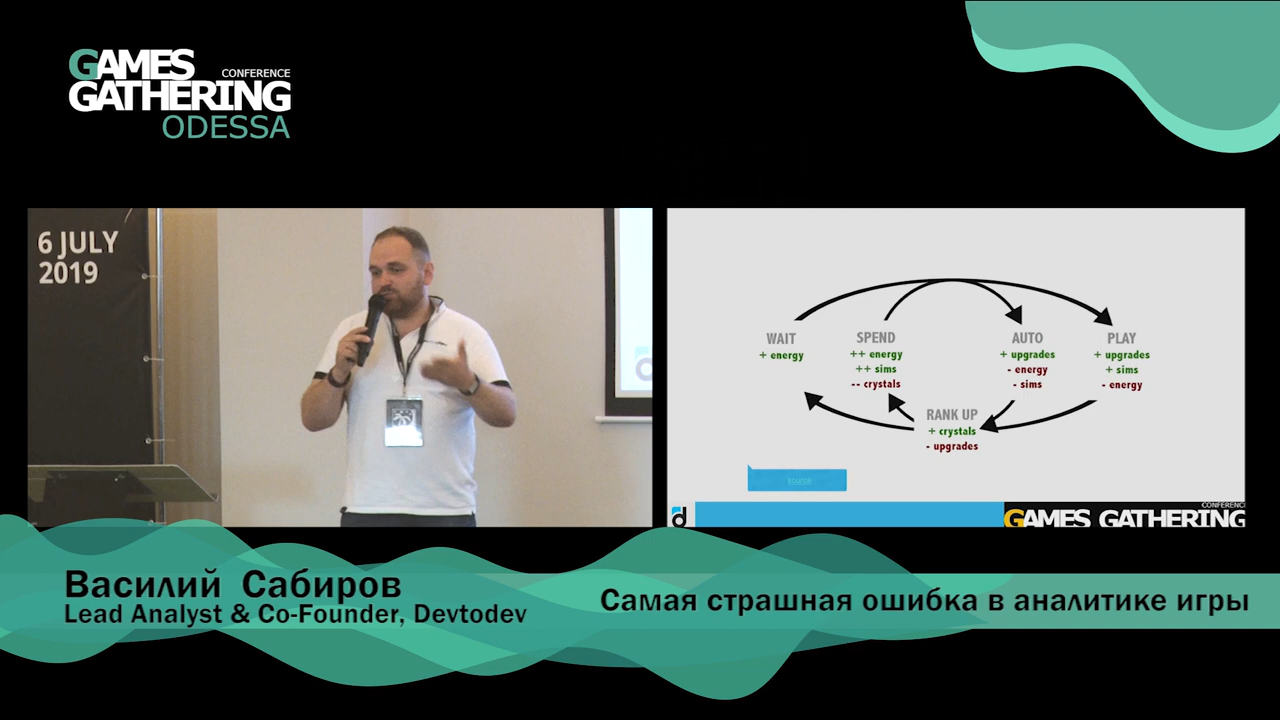 GAMES
CONFERENCE
GATHERING
ODESSA
6 JULY
2019
WAIT
+ energy
SPEND
++ energy
++ sims
-- crystals
AUTO
+ upgrades
- energy
- sims
PLAY
+ upgrades
+ sims
- energy
RANK UP
+ crystals
- upgrades
source
d
CONFERENC
GAMES GATHERING
Василий Сабиров
Lead Analyst & Co-Founder, Devtodev
Самая страшная ошибка в аналитике игры